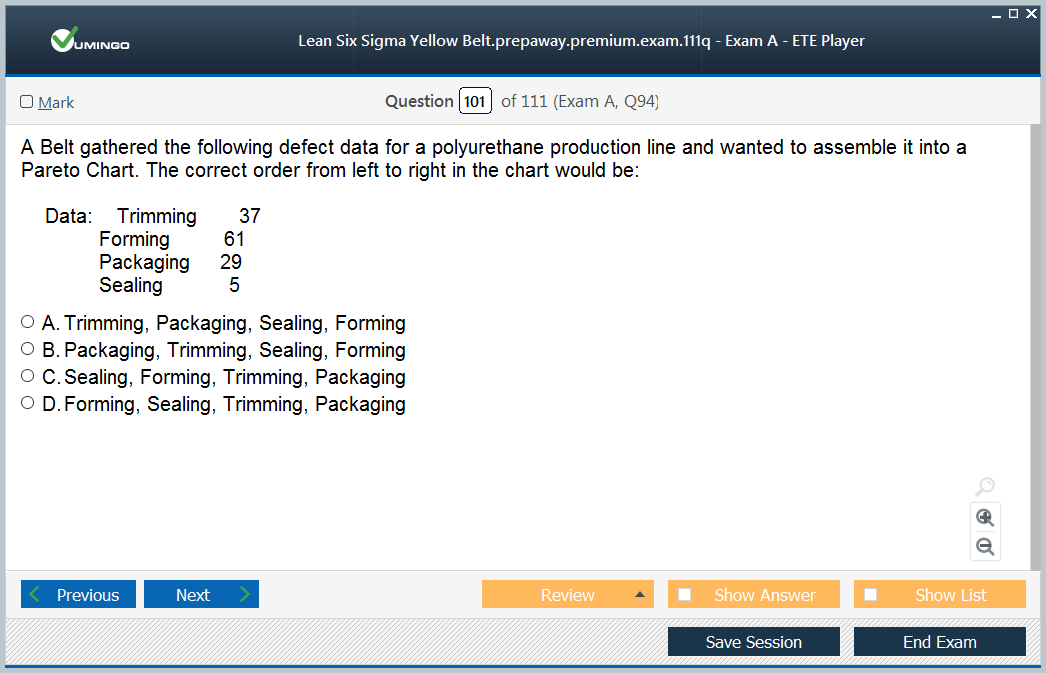 VUMINGO
Lean Six Sigma Yellow Belt.prepaway.premium.exam.111q - Exam A - ETE Player
Mark
Question 101 of 111 (Exam A, Q94)
A Belt gathered the following defect data for a polyurethane production line and wanted to assemble it into a
Pareto Chart. The correct order from left to right in the chart would be:
Data: Trimming 37
Forming 61
Packaging 29
Sealing 5
A. Trimming, Packaging, Sealing, Forming
B. Packaging, Trimming, Sealing, Forming
C. Sealing, Forming, Trimming, Packaging
D. Forming, Sealing, Trimming, Packaging
Previous Next Review Show Answer Show List
Save Session End Exam